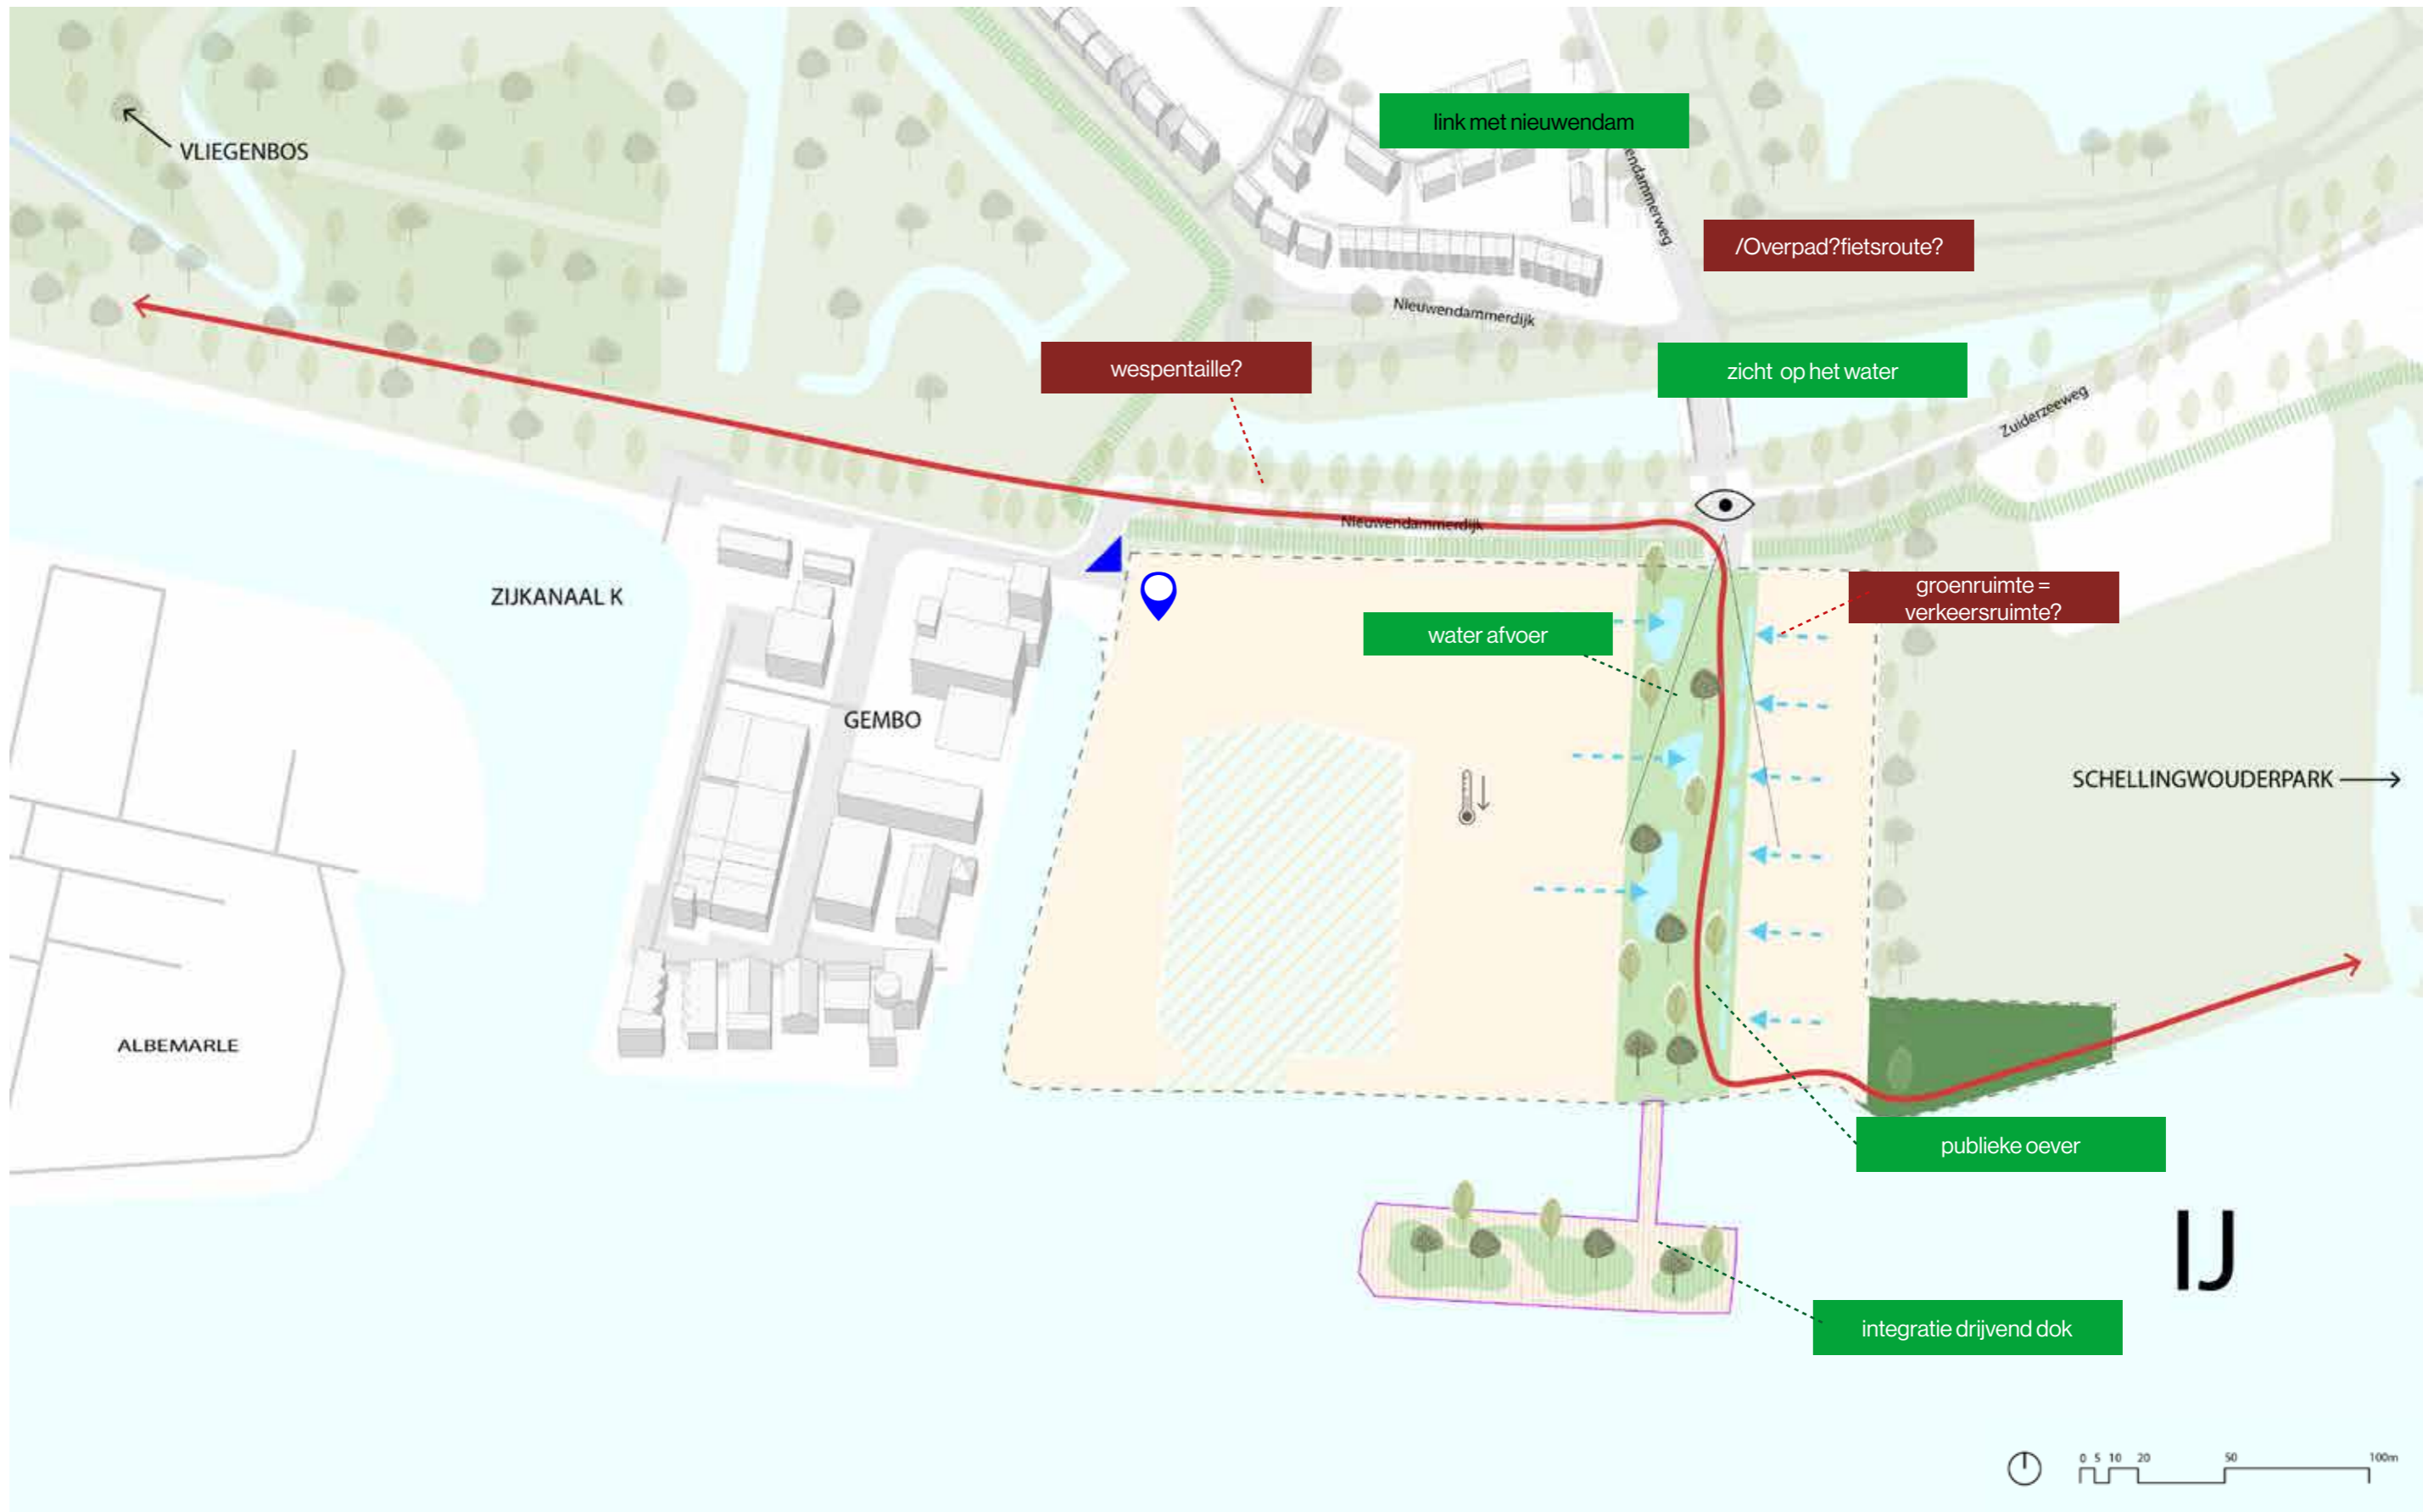 link met nieuwendam
VLIEGENBOS
endammerweg
/Overpad?fietsroute?
Nieuwendammerdijk
wespentaille?
zicht op het water
Zuiderzeeweg
Nieuwendammerdijk
ZIJKANAAL K
groenruimte =
verkeersruimte?
water afvoer
GEMBO
SCHELLINGWOUDERPARK
ALBEMARLE
publieke oever
IJ
integratie drijvend dok
0 5 10 20 50 100m